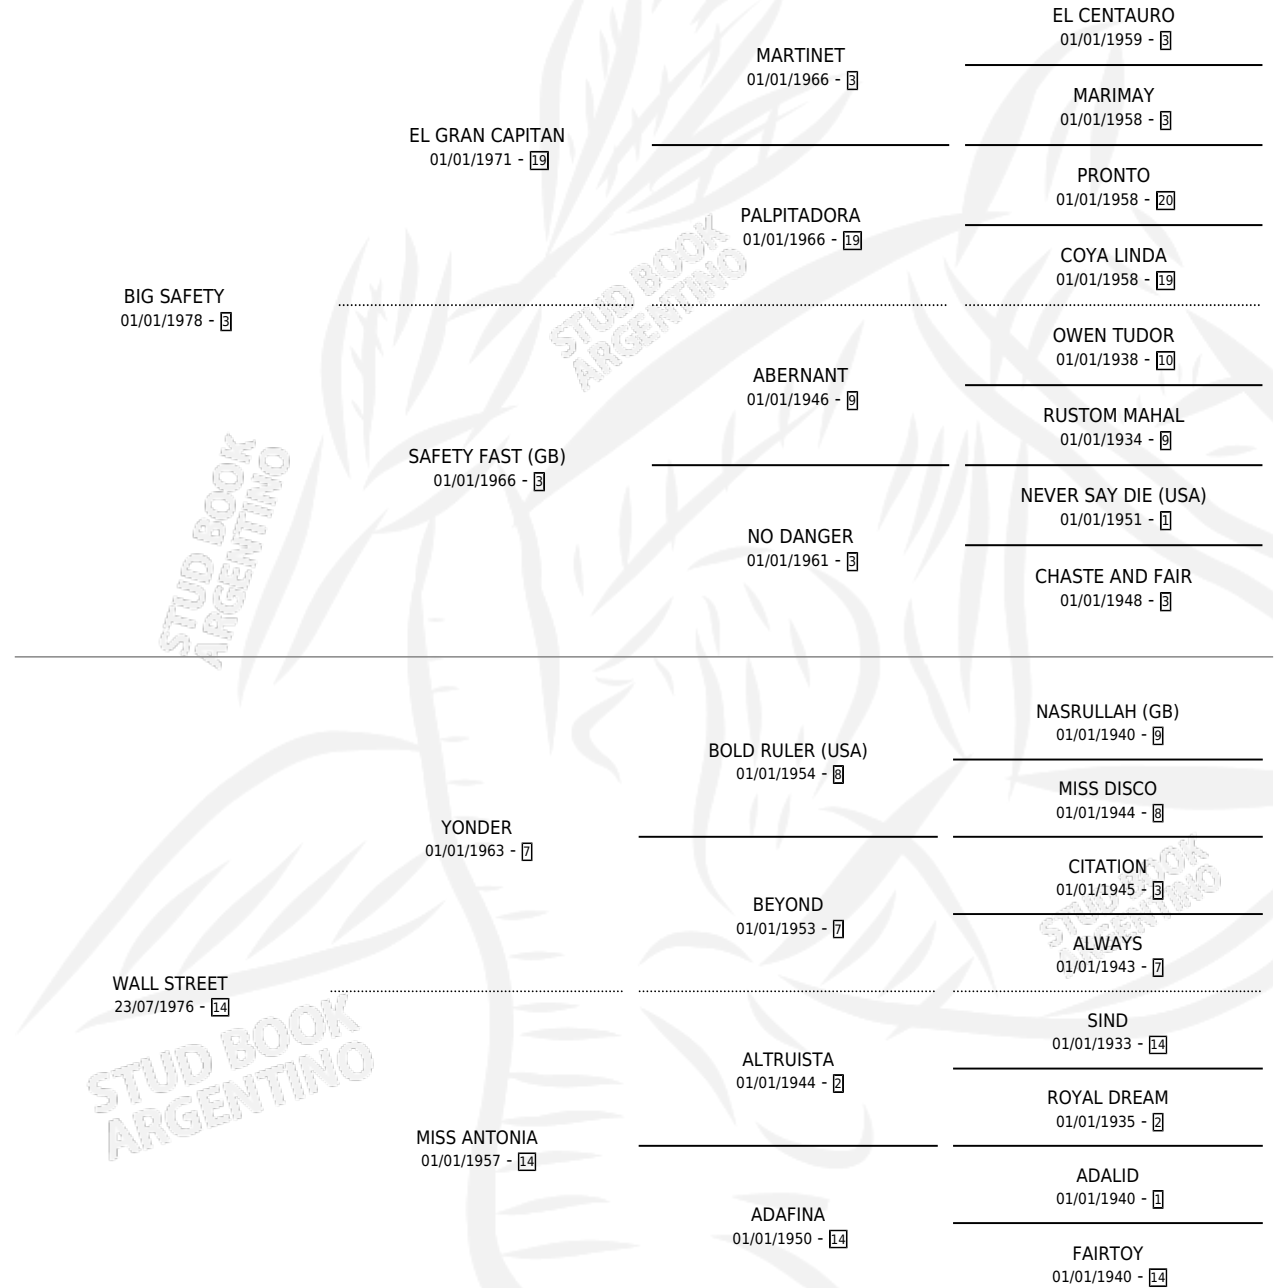 EL CENTAURO
01/01/1959 - 3
MARTINET
01/01/1966 - 3
MARIMAY
01/01/1958 - 3
EL GRAN CAPITAN
01/01/1971 - 19
PRONTO
01/01/1958 - 20
PALPITADORA
01/01/1966 - 19
COYA LINDA
01/01/1958 - 19
BIG SAFETY
01/01/1978 - 3
OWEN TUDOR
01/01/1938 - 10
ABERNANT
01/01/1946 - 9
RUSTOM MAHAL
01/01/1934 - 9
SAFETY FAST (GB)
01/01/1966 - 3
NEVER SAY DIE (USA)
01/01/1951 - 1
NO DANGER
01/01/1961 - 3
CHASTE AND FAIR
01/01/1948 - 3
NASRULLAH (GB)
01/01/1940 - 9
BOLD RULER (USA)
01/01/1954 - 8
MISS DISCO
01/01/1944 - 8
YONDER
01/01/1963 - 7
CITATION
01/01/1945 - 3
BEYOND
01/01/1953 - 7
ALWAYS
01/01/1943 - 7
WALL STREET
23/07/1976 - 14
SIND
01/01/1933 - 14
ALTRUISTA
01/01/1944 - 2
ROYAL DREAM
01/01/1935 - 2
MISS ANTONIA
01/01/1957 - 14
ADALID
01/01/1940 - 1
ADAFINA
01/01/1950 - 14
FAIRTOY
01/01/1940 - 14
STUD BOOK
ARGENTINO
STUD BOOK
ARGENTINO
STUD BOOK
ARGENTINO
STUD BOOK
ARGENTINO